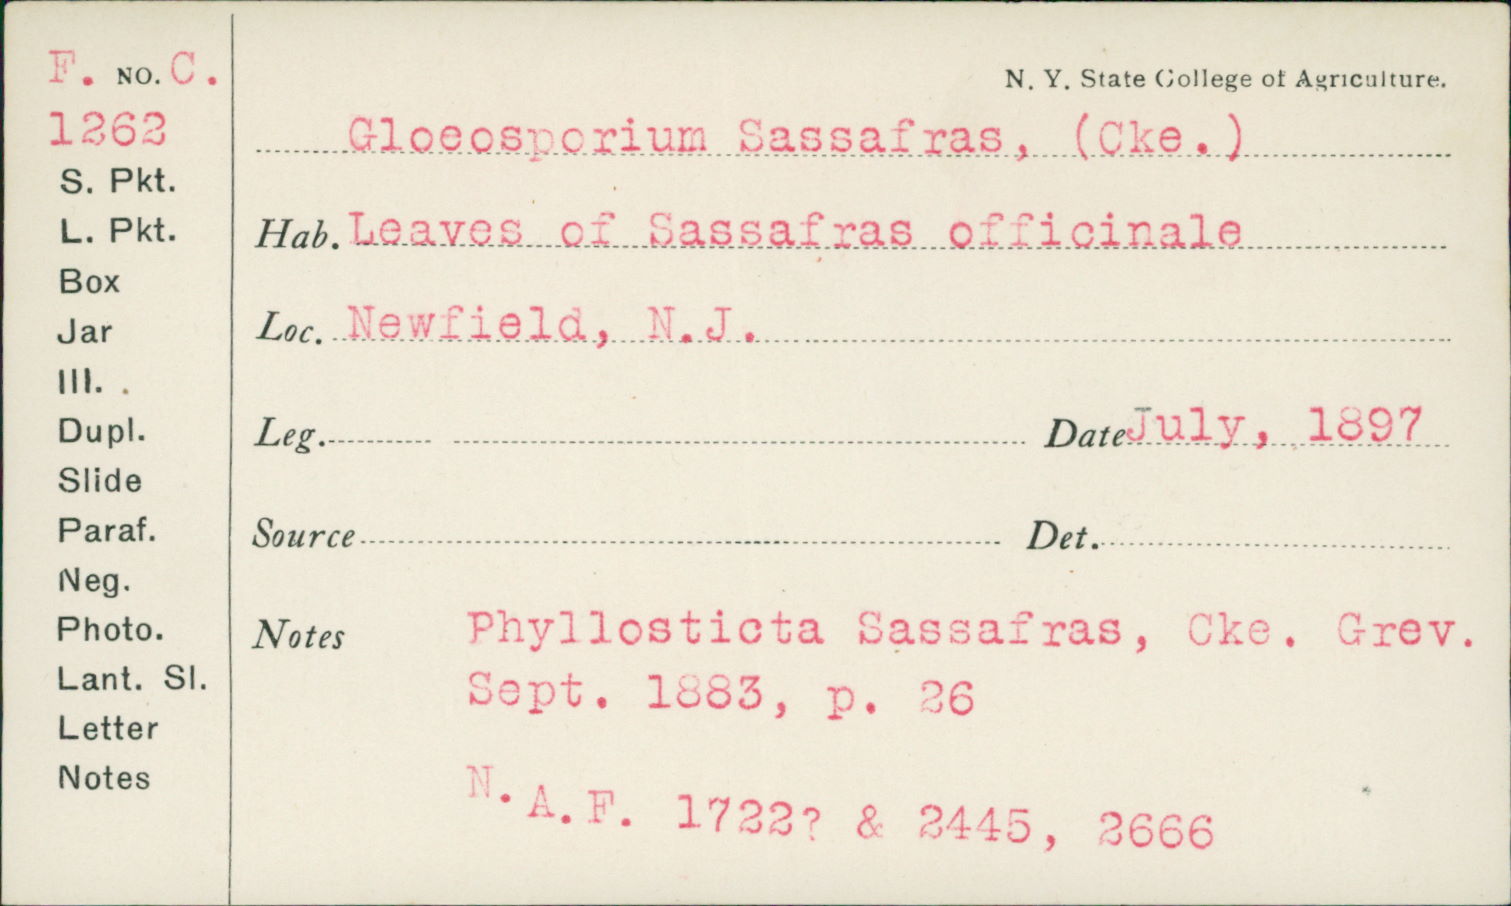 F. NO. C.
1262
S. Pkt.
L. Pkt.
Box
Jar
Ill.
Dupl.
Slide
Paraf.
Neg.
Photo.
Lant. Sl.
Letter
Notes
N. Y. State College of Agriculture.
Gloeosporium Sassafras, (Cke.)
Hab. Leaves of Sassafras officinale
Loc. Newfield, N.J.
Leg. Date July, 1897
Source Det.
Notes Phyllosticta Sassafras, Cke. Grev.
Sept. 1883, p. 26
N.A.F. 1722? & 2445, 2666